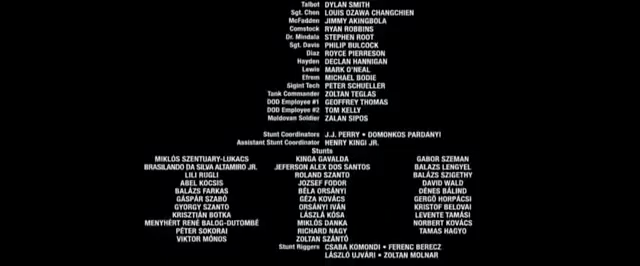 Talbot DYLAN SMITH
Sgt. Chen LOUIS OZAWA CHANGCHIEN
McFadden JIMMY AKINGBOLA
Comstock RYAN ROBBINS
Dr. Mindala STEPHEN ROOT
Sgt. Davis PHILIP BULCOCK
Diaz ROYCE PIERRESON
Hayden DECLAN HANNIGAN
Lewis MARK O'NEAL
Efrem MICHAEL BODIE
Sigint Tech PETER SCHUELLER
Tank Commander ZOLTAN TEGLAS
DOD Employee #1 GEOFFREY THOMAS
DOD Employee #2 TOM KELLY
Moldovan Soldier ZALAN SIPOS
Stunt Coordinators J.J. PERRY • DOMONKOS PARDANYI
Assistant Stunt Coordinator HENRY KINGI JR.
Stunts
MIKLÓS SZENTUARY-LUKACS KINGA GAVALDA GABOR SZEMAN
BRASILANDO DA SILVA ALTAMIRO JR. JEFERSON ALEX DOS SANTOS BALAZS LENGYEL
LILI RUGLI ROLAND SZANTO BALÁZS SZIGETHY
ABEL KOCSIS JOZSEF FODOR DAVID WALD
BALÁZS FARKAS BÉLA ORSÁNYI DÉNES BÁLIND
GÁSPÁR SZABÓ GÉZA KOVÁCS GERGÖ HORPÁCSI
GYORGY SZANTO ORSÁNYI IVÁN KRISTOF BELOVAI
KRISZTIÁN BOTKA LÁSZLÁ KÓSA LEVENTE TAMÁSI
MENYHÉRT RENÉ BALOG-DUTOMBÉ MIKLÓS DANKA NORBERT KOVÁCS
PÉTER SOKORAI RICHARD NAGY TAMAS HAGYO
VIKTOR MÓNOS ZOLTAN SZÁNTÓ
Stunt Riggers CSABA KOMONDI • FERENC BERECZ
LÁSZLÓ UJVÁRI • ZOLTAN MOLNAR